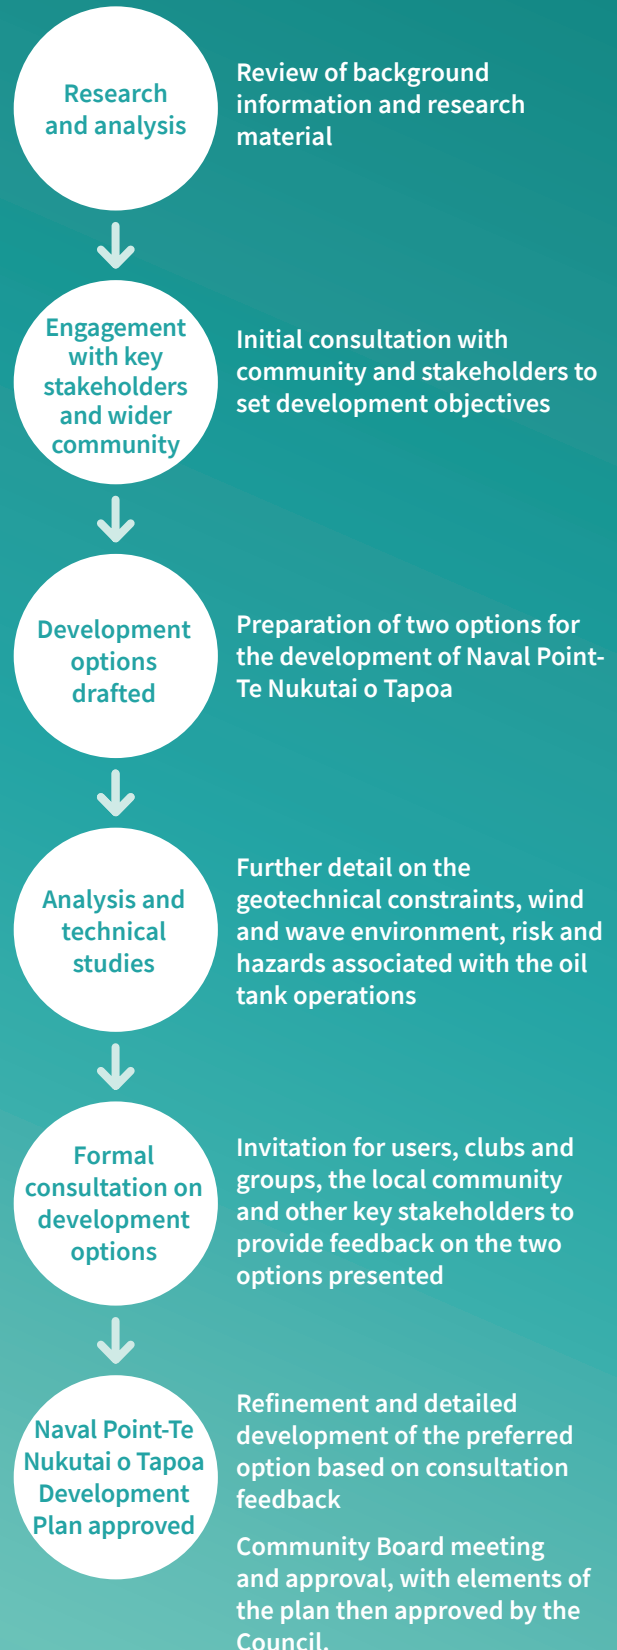 Research
and analysis
Review of background
information and research
material
Engagement
with key
stakeholders
and wider
community
Initial consultation with
community and stakeholders to
set development objectives
Development
options
drafted
Preparation of two options for
the development of Naval Point-
Te Nukutai o Tapoa
Analysis and
technical
studies
Further detail on the
geotechnical constraints, wind
and wave environment, risk and
hazards associated with the oil
tank operations
Formal
consultation on
development
options
Invitation for users, clubs and
groups, the local community
and other key stakeholders to
provide feedback on the two
options presented
Naval Point-Te
Nukutai o Tapoa
Development
Plan approved
Refinement and detailed
development of the preferred
option based on consultation
feedback
Community Board meeting
and approval, with elements of
the plan then approved by the
Council.